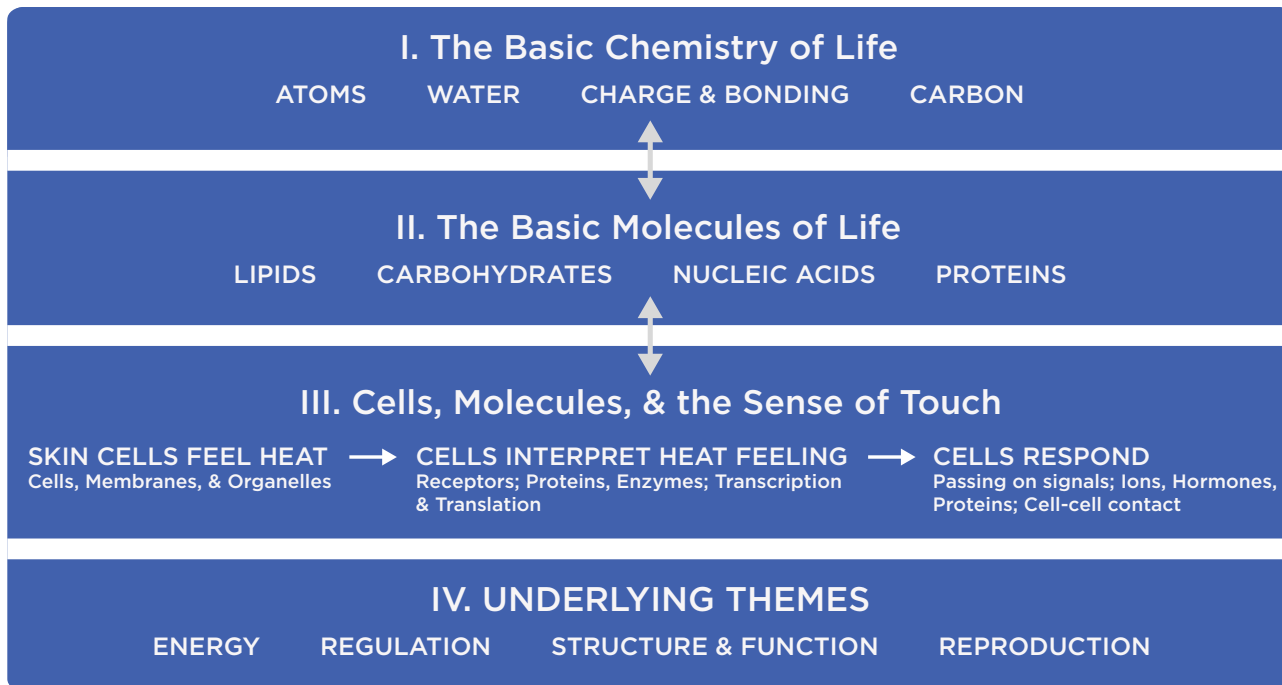 I. The Basic Chemistry of Life
ATOMS WATER CHARGE & BONDING CARBON
II. The Basic Molecules of Life
LIPIDS CARBOHYDRATES NUCLEIC ACIDS PROTEINS
III. Cells, Molecules, & the Sense of Touch
SKIN CELLS FEEL HEAT
Cells, Membranes, & Organelles
CELLS INTERPRET HEAT FEELING
Receptors; Proteins, Enzymes; Transcription
& Translation
CELLS RESPOND
Passing on signals; Ions, Hormones,
Proteins; Cell-cell contact
IV. UNDERLYING THEMES
ENERGY REGULATION STRUCTURE & FUNCTION REPRODUCTION